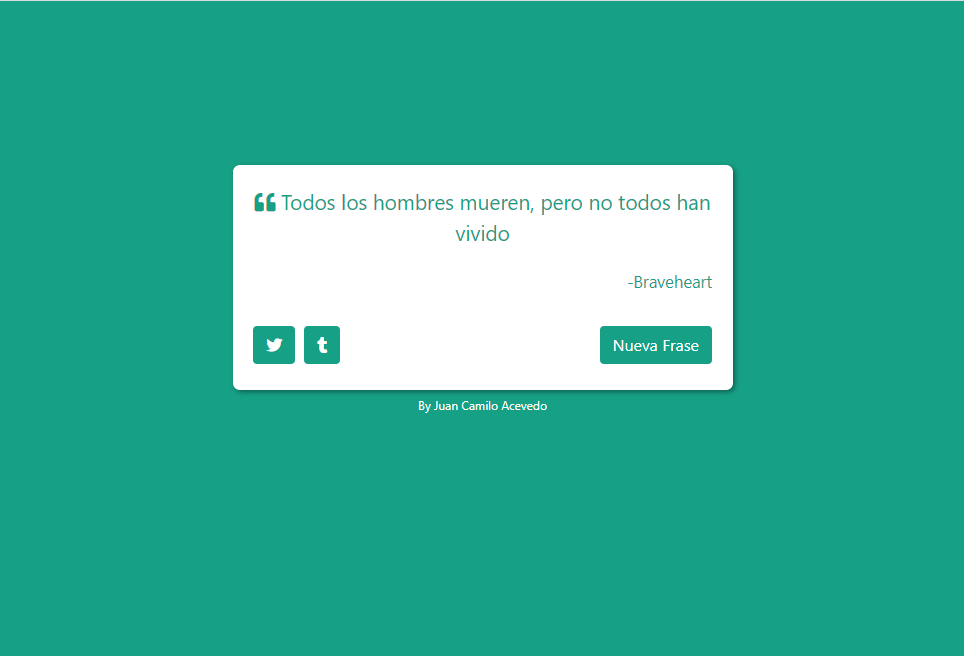 Todos los hombres mueren, pero no todos han
vivido
-Braveheart
Nueva Frase
By Juan Camilo Acevedo